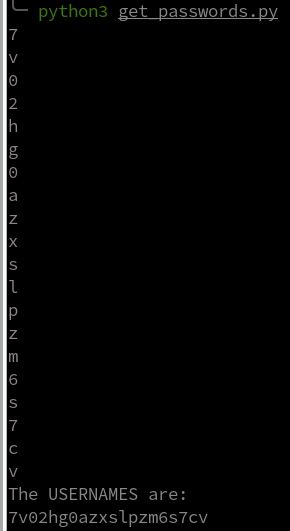 python3 get_passwords.py
7
v
0
2
h
g
0
a
z
x
s
l
p
z
m
6
s
7
c
v
The USERNAMES are:
7v02hg0azxslpzm6s7cv